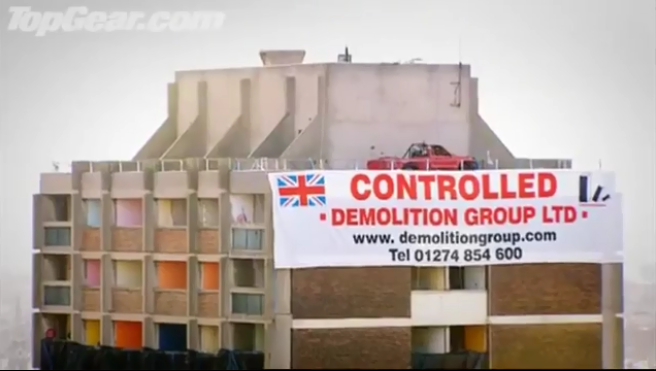 TopGear.com
CONTROLLED
· DEMOLITION GROUP LTD ·
www. demolitiongroup.com
Tel 01274 854 600